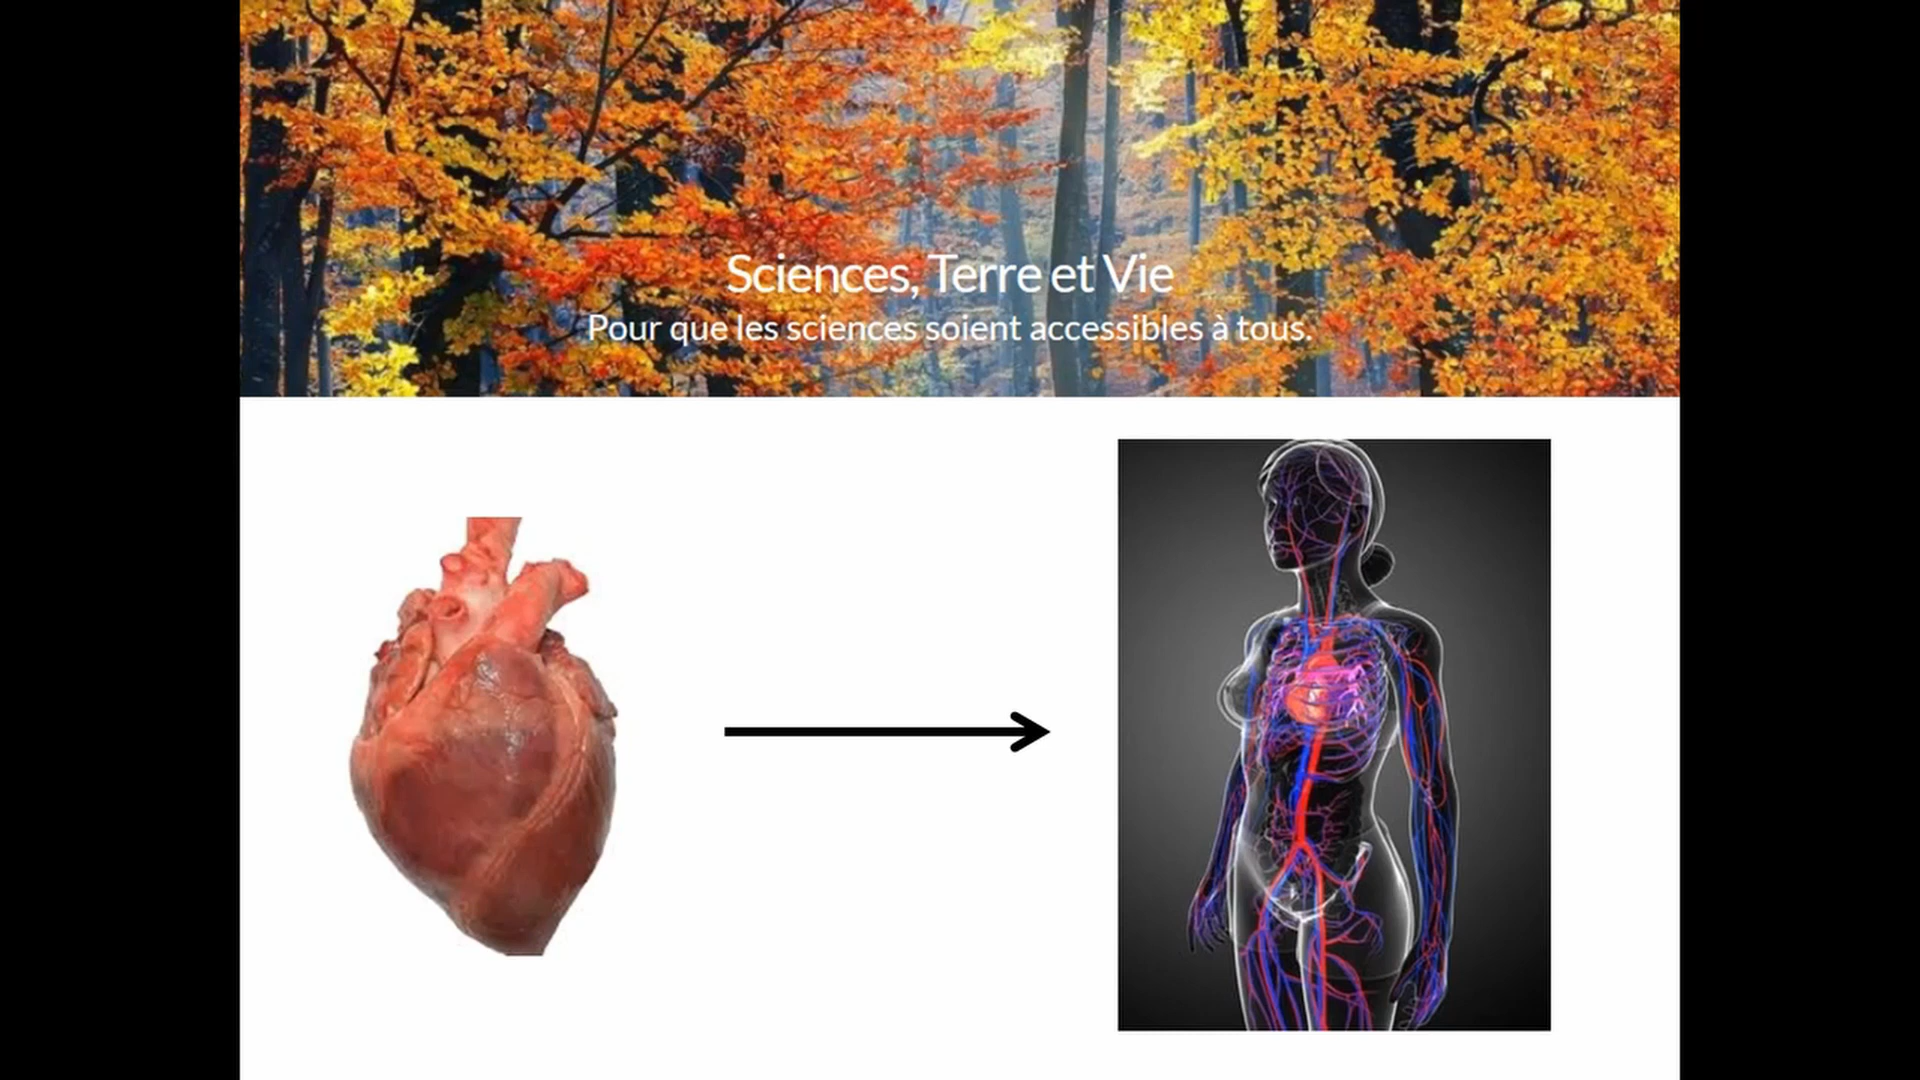 Sciences, Terre et Vie
Pour que les sciences soient accessibles à tous.